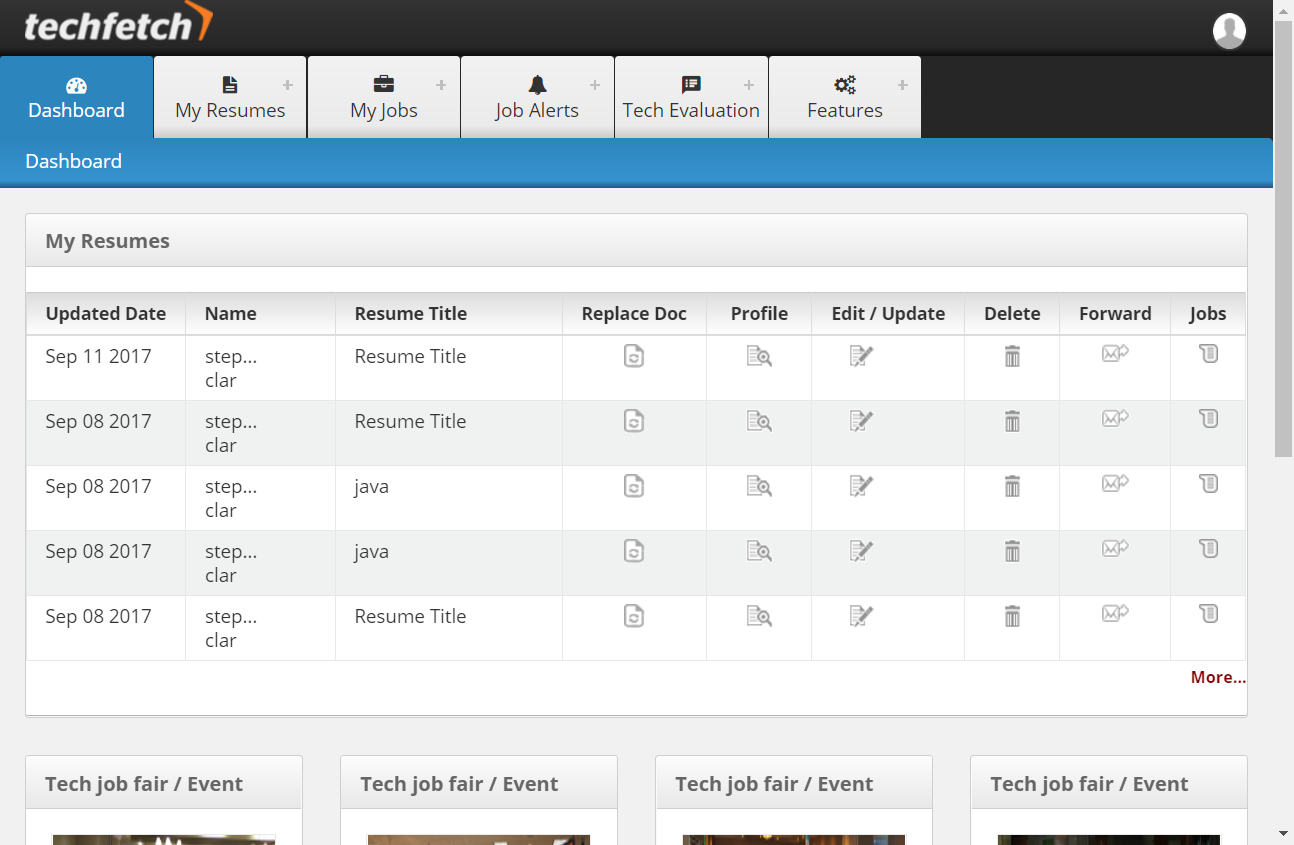 techfetch
Dashboard
My Resumes
My Jobs
Job Alerts
Tech Evaluation
Features
Dashboard
My Resumes
Updated Date Name Resume Title Replace Doc Profile Edit / Update Delete Forward Jobs
Sep 11 2017 step... Resume Title
clar
Sep 08 2017 step... Resume Title
clar
Sep 08 2017 step... java
clar
Sep 08 2017 step... java
clar
Sep 08 2017 step... Resume Title
clar
More...
Tech job fair / Event
Tech job fair / Event
Tech job fair / Event
Tech job fair / Event